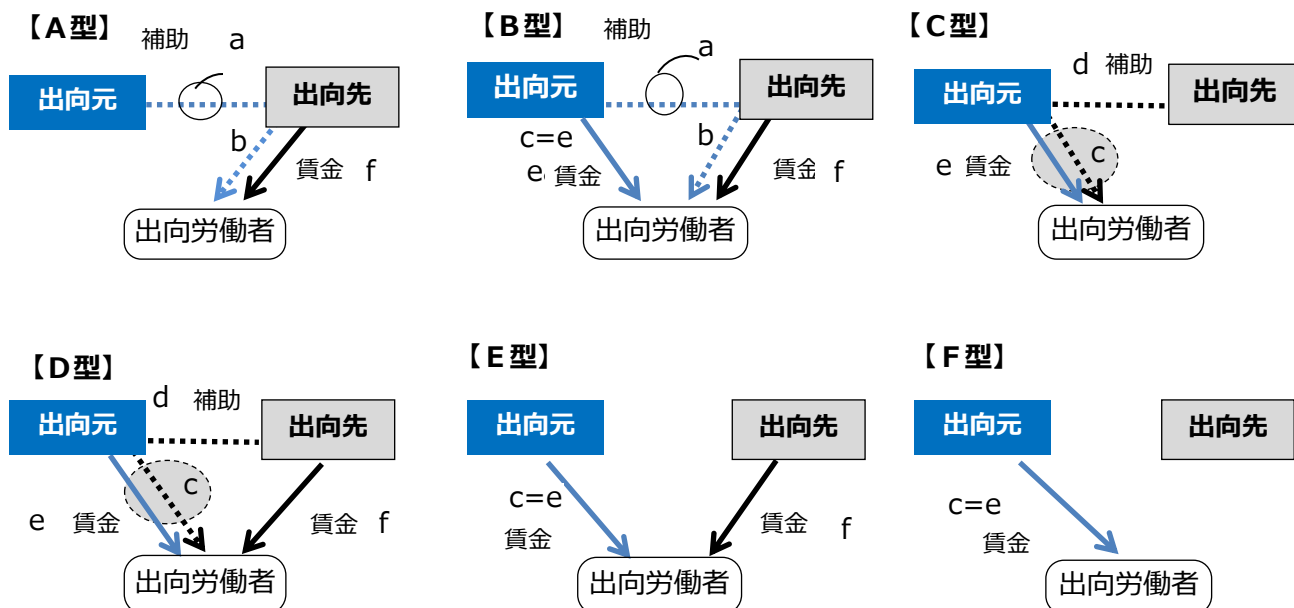 【A型】
補助 a
出向元
出向先
b
賃金 f
出向労働者
【B型】
補助 a
出向元
出向先
c=e
b
e 賃金
賃金 f
出向労働者
【C型】
d 補助
出向元
出向先
c
e 賃金
出向労働者
【D型】
d 補助
出向元
出向先
c
e 賃金
賃金 f
出向労働者
【E型】
出向元
出向先
c=e
賃金
賃金 f
出向労働者
【F型】
出向元
出向先
c=e
賃金
出向労働者